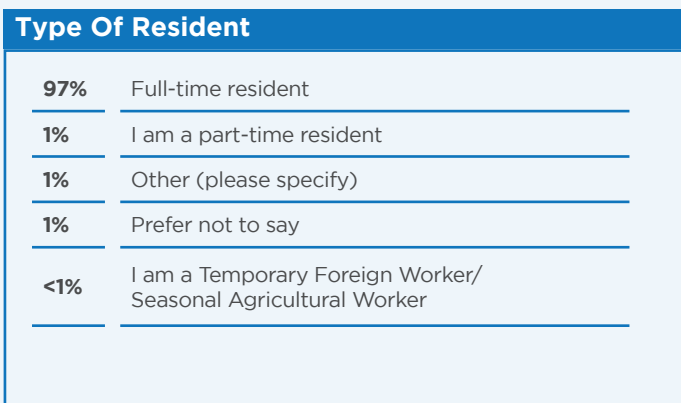 Type Of Resident
97% Full-time resident
1% I am a part-time resident
1% Other (please specify)
1% Prefer not to say
<1% I am a Temporary Foreign Worker/
Seasonal Agricultural Worker